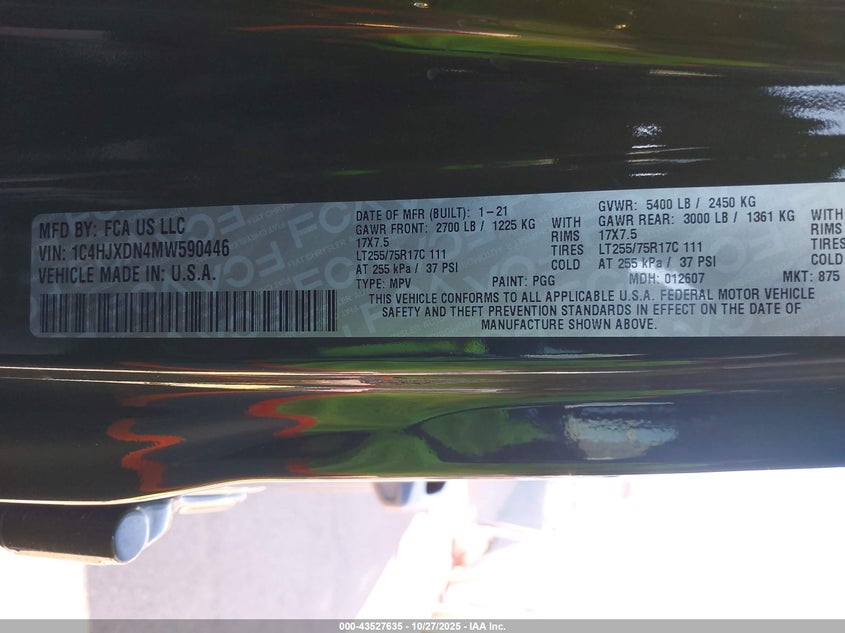 MFD BY: FCA US LLC
VIN: 1C4HJXDN4MW590446
VEHICLE MADE IN U.S.A.
DATE OF MFR (BUILT): 1-21
GAWR FRONT: 2700 LB / 1225 KG WITH
17X7.5 RIMS
LT255/75R17C 111 TIRES
AT 255 kPa / 37 PSI COLD
GVWR: 5400 LB / 2450 KG
GAWR REAR: 3000 LB / 1361 KG WITH
17X7.5 RIMS
LT255/75R17C 111 TIRES
AT 255 kPa / 37 PSI COLD
TYPE: MPV PAINT: PGG MDH: 012607 MKT: 875
THIS VEHICLE CONFORMS TO ALL APPLICABLE U.S.A. FEDERAL MOTOR VEHICLE
SAFETY AND THEFT PREVENTION STANDARDS IN EFFECT ON THE DATE OF
MANUFACTURE SHOWN ABOVE.
000-43527635 - 10/27/2025 - IAA Inc.